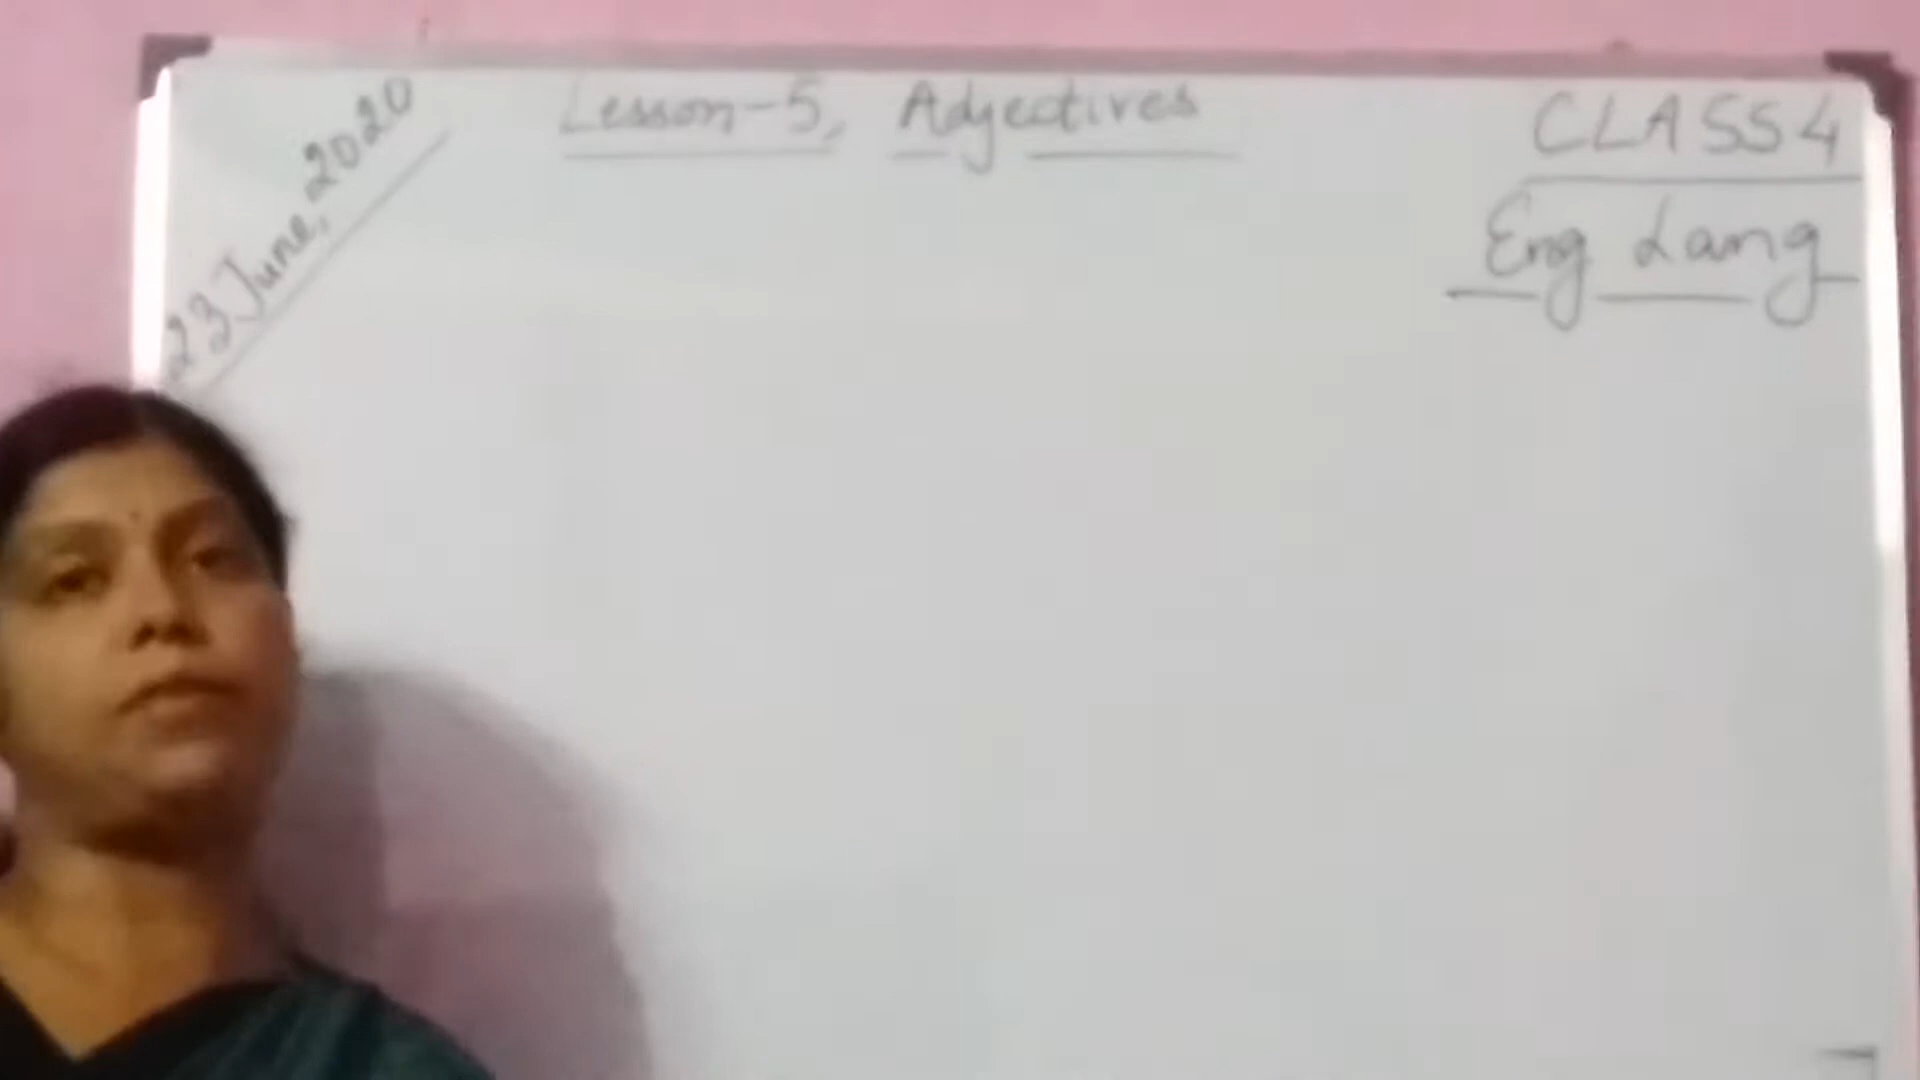 23 June, 2020
Lesson-5, Adjectives
CLASS 4
Eng Lang